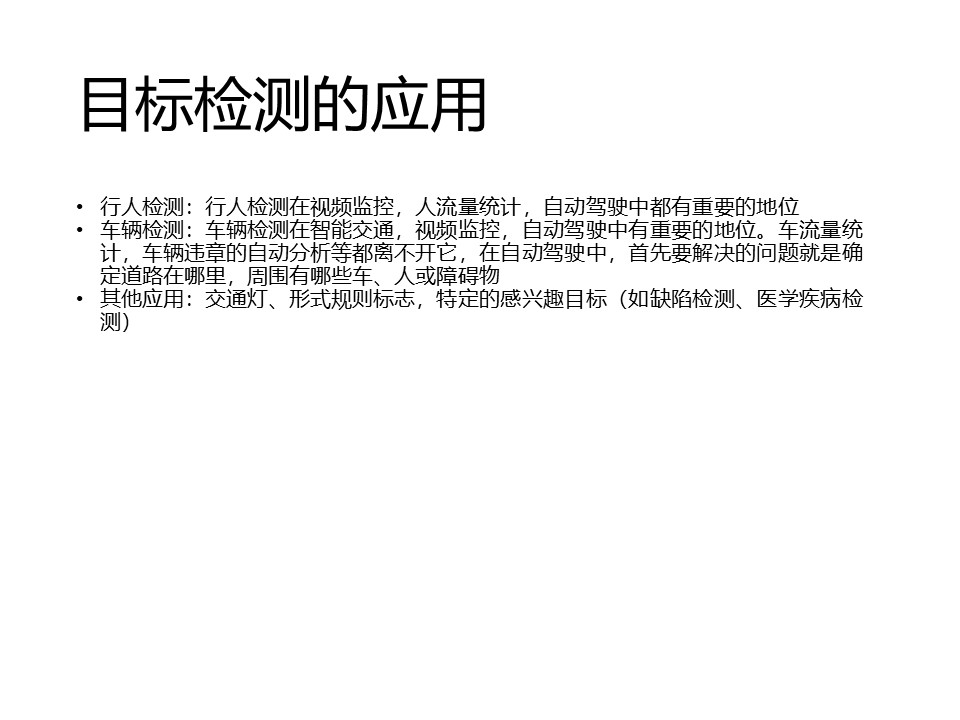 目标检测的应用
• 行人检测：行人检测在视频监控，人流量统计，自动驾驶中都有重要的地位
• 车辆检测：车辆检测在智能交通，视频监控，自动驾驶中有重要的地位。车流量统
计，车辆违章的自动分析等都离不开它，在自动驾驶中，首先要解决的问题就是确
定道路在哪里，周围有哪些车、人或障碍物
• 其他应用：交通灯、形式规则标志，特定的感兴趣目标（如缺陷检测、医学疾病检
测）